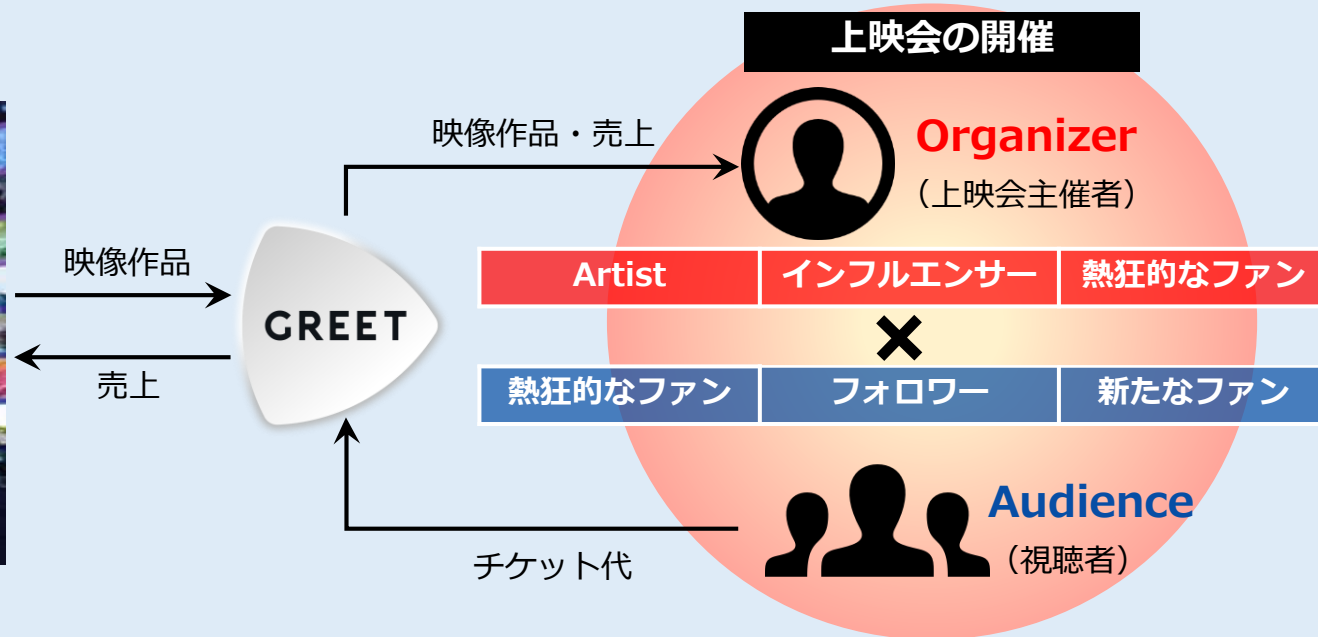 上映会の開催
映像作品・売上
Organizer
（上映会主催者）
映像作品
GREET
売上
Artist
インフルエンサー
熱狂的なファン
×
熱狂的なファン
フォロワー
新たなファン
Audience
（視聴者）
チケット代